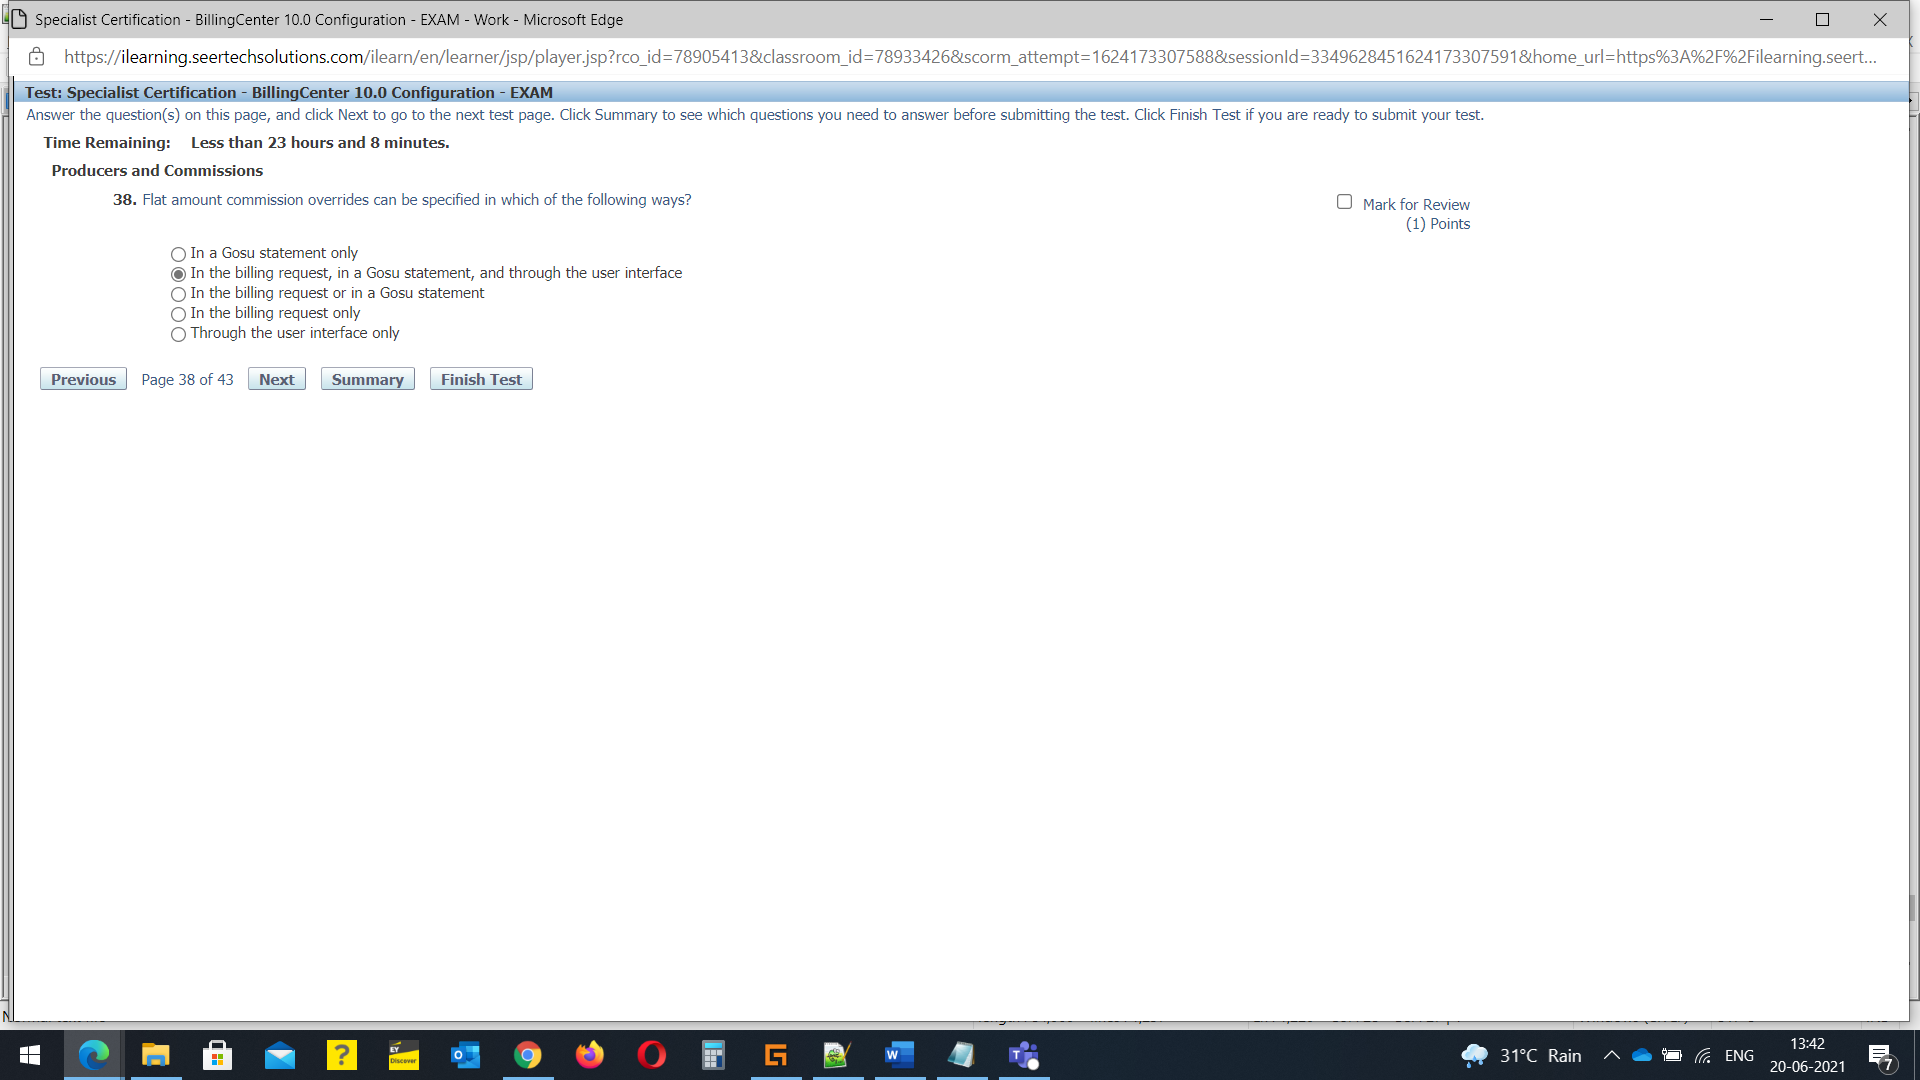 Specialist Certification - BillingCenter 10.0 Configuration - EXAM - Work - Microsoft Edge
https://ilearning.seertechsolutions.com/ilearn/en/learner/jsp/player.jsp?rco_id=78905413&classroom_id=78933426&scorm_attempt=1624173307588&sessionId=3349628451624173307591&home_url=https%3A%2F%2Filearning.seert...
Test: Specialist Certification - BillingCenter 10.0 Configuration - EXAM
Answer the question(s) on this page, and click Next to go to the next test page. Click Summary to see which questions you need to answer before submitting the test. Click Finish Test if you are ready to submit your test.
Time Remaining: Less than 23 hours and 8 minutes.
Producers and Commissions
38. Flat amount commission overrides can be specified in which of the following ways?
Mark for Review
(1) Points
In a Gosu statement only
In the billing request, in a Gosu statement, and through the user interface
In the billing request or in a Gosu statement
In the billing request only
Through the user interface only
Previous Page 38 of 43 Next Summary Finish Test
EY Discover
31°C Rain
ENG
13:42
20-06-2021
7